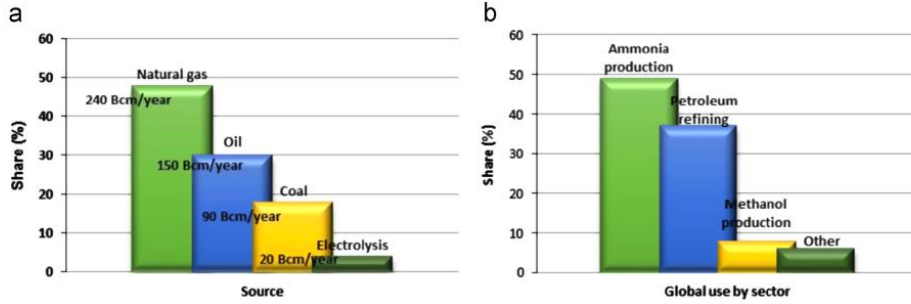 a
60
50
40
30
20
10
0
Share (%)
Natural gas
240 Bcm/year
Oil
150 Bcm/year
Coal
90 Bcm/year
Electrolysis
20 Bcm/year
Source
b
60
50
40
30
20
10
0
Share (%)
Ammonia
production
Petroleum
refining
Methanol
production
Other
Global use by sector